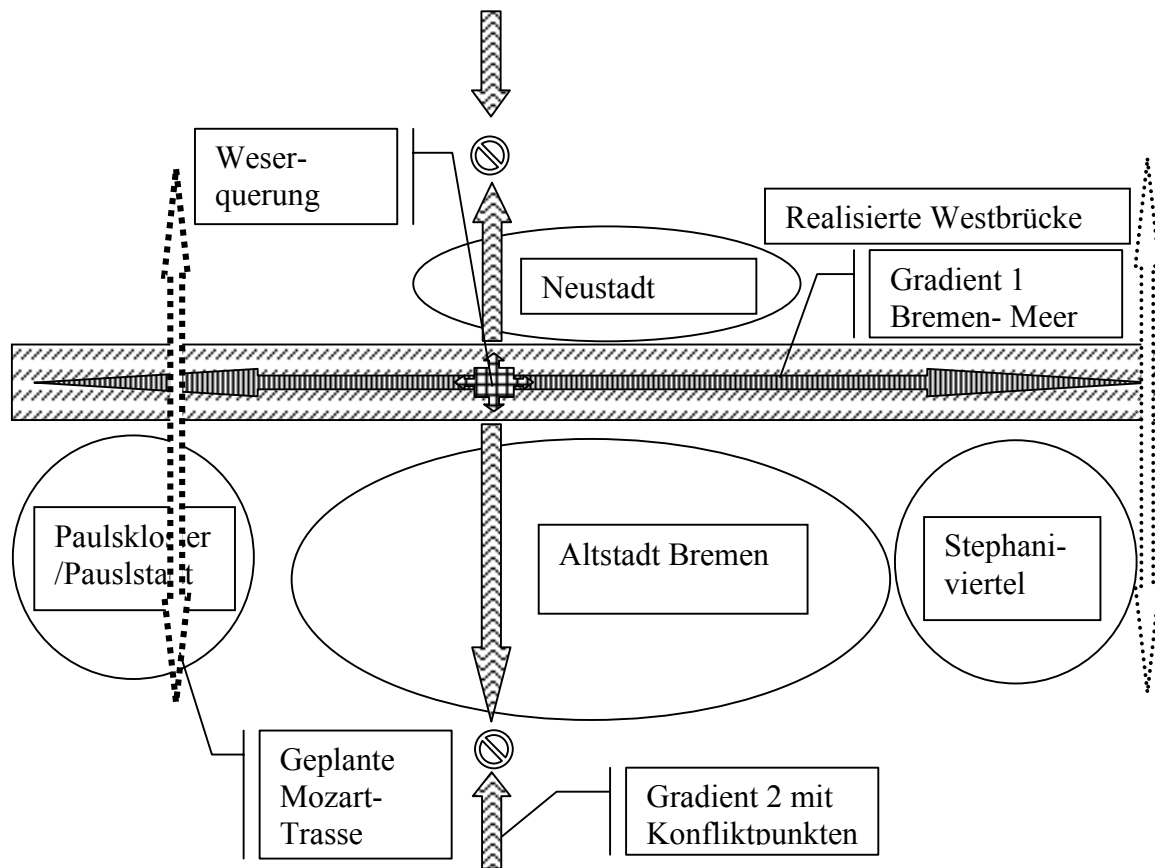 Weser-
querung
Realisierte Westbrücke
Neustadt
Gradient 1
Bremen- Meer
Paulskloster
/Pauslstadt
Altstadt Bremen
Stephani-
viertel
Geplante
Mozart-
Trasse
Gradient 2 mit
Konfliktpunkten